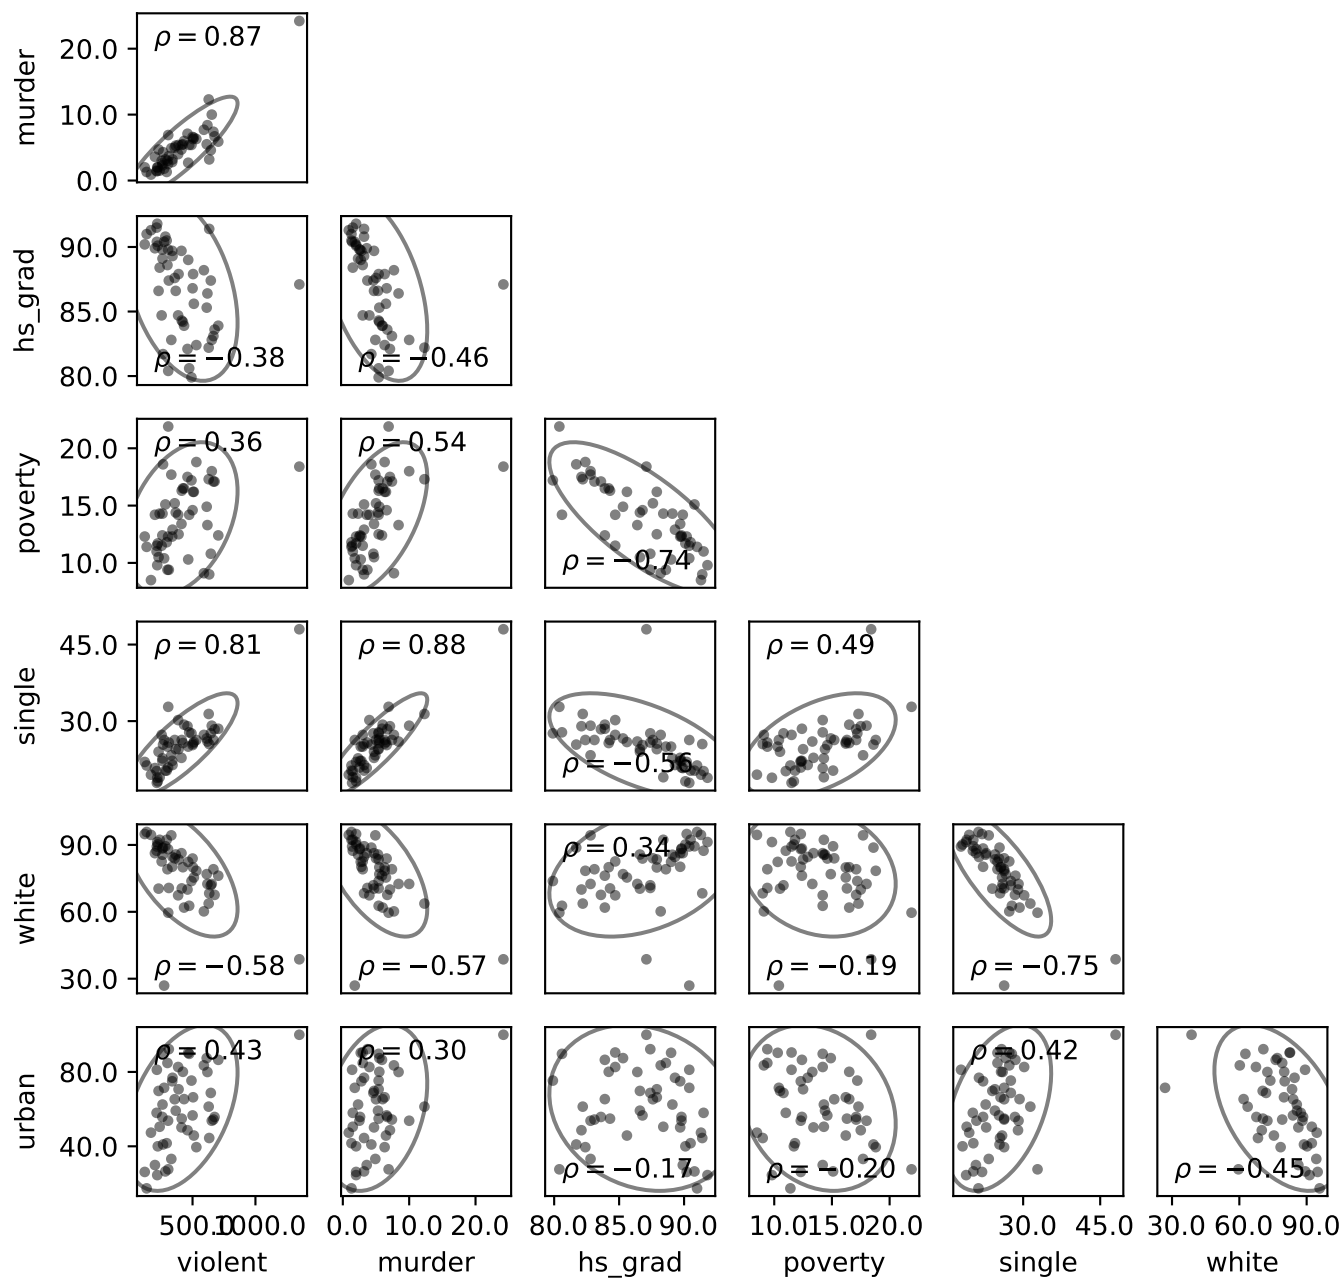 murder
20.0
10.0
0.0
ρ = 0.87
hs_grad
90.0
85.0
80.0
ρ = −0.38
ρ = −0.46
poverty
20.0
15.0
10.0
ρ = 0.36
ρ = 0.54
ρ = −0.74
single
45.0
30.0
ρ = 0.81
ρ = 0.88
ρ = −0.56
ρ = 0.49
white
90.0
60.0
30.0
ρ = −0.58
ρ = −0.57
ρ = 0.34
ρ = −0.19
ρ = −0.75
urban
80.0
40.0
ρ = 0.43
ρ = 0.30
ρ = −0.17
ρ = −0.20
ρ = 0.42
ρ = −0.45
500.0 1000.0
0.0 10.0 20.0
80.0 85.0 90.0
10.0 15.0 20.0
30.0 45.0
30.0 60.0 90.0
violent
murder
hs_grad
poverty
single
white